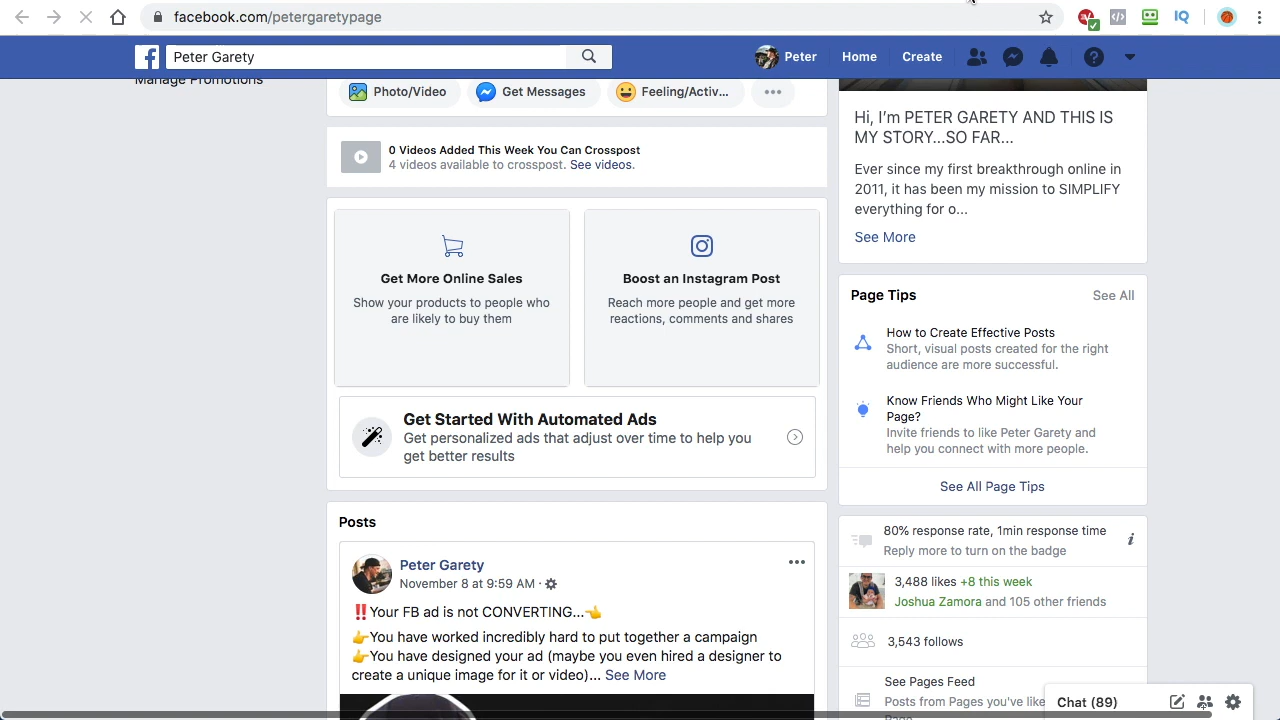 facebook.com/petergaretypage
IQ
Peter Garety
Peter
Home
Create
Manage Promotions
Photo/Video
Get Messages
Feeling/Activ...
0 Videos Added This Week You Can Crosspost
4 videos available to crosspost. See videos.
Get More Online Sales
Show your products to people who
are likely to buy them
Boost an Instagram Post
Reach more people and get more
reactions, comments and shares
Get Started With Automated Ads
Get personalized ads that adjust over time to help you
get better results
Posts
Peter Garety
November 8 at 9:59 AM ·
‼️Your FB ad is not CONVERTING...👈
👉You have worked incredibly hard to put together a campaign
👉You have designed your ad (maybe you even hired a designer to
create a unique image for it or video)... See More
Hi, I'm PETER GARETY AND THIS IS
MY STORY...SO FAR...
Ever since my first breakthrough online in
2011, it has been my mission to SIMPLIFY
everything for o...
See More
Page Tips
See All
How to Create Effective Posts
Short, visual posts created for the right
audience are more successful.
Know Friends Who Might Like Your
Page?
Invite friends to like Peter Garety and
help you connect with more people.
See All Page Tips
80% response rate, 1min response time
Reply more to turn on the badge
3,488 likes +8 this week
Joshua Zamora and 105 other friends
3,543 follows
See Pages Feed
Posts from Pages you've like
Page
Chat (89)